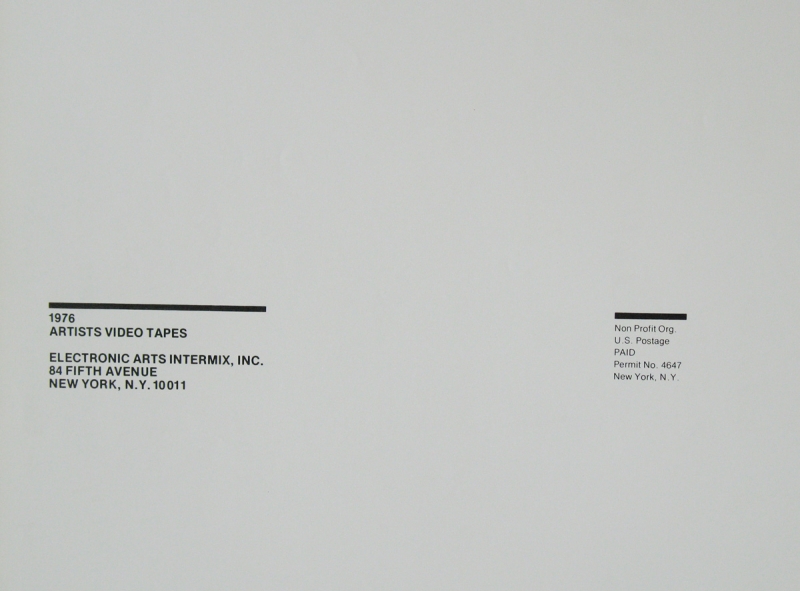 1976
ARTISTS VIDEO TAPES
ELECTRONIC ARTS INTERMIX, INC.
84 FIFTH AVENUE
NEW YORK, N.Y. 10011
Non Profit Org.
U.S. Postage
PAID
Permit No. 4647
New York, N.Y.